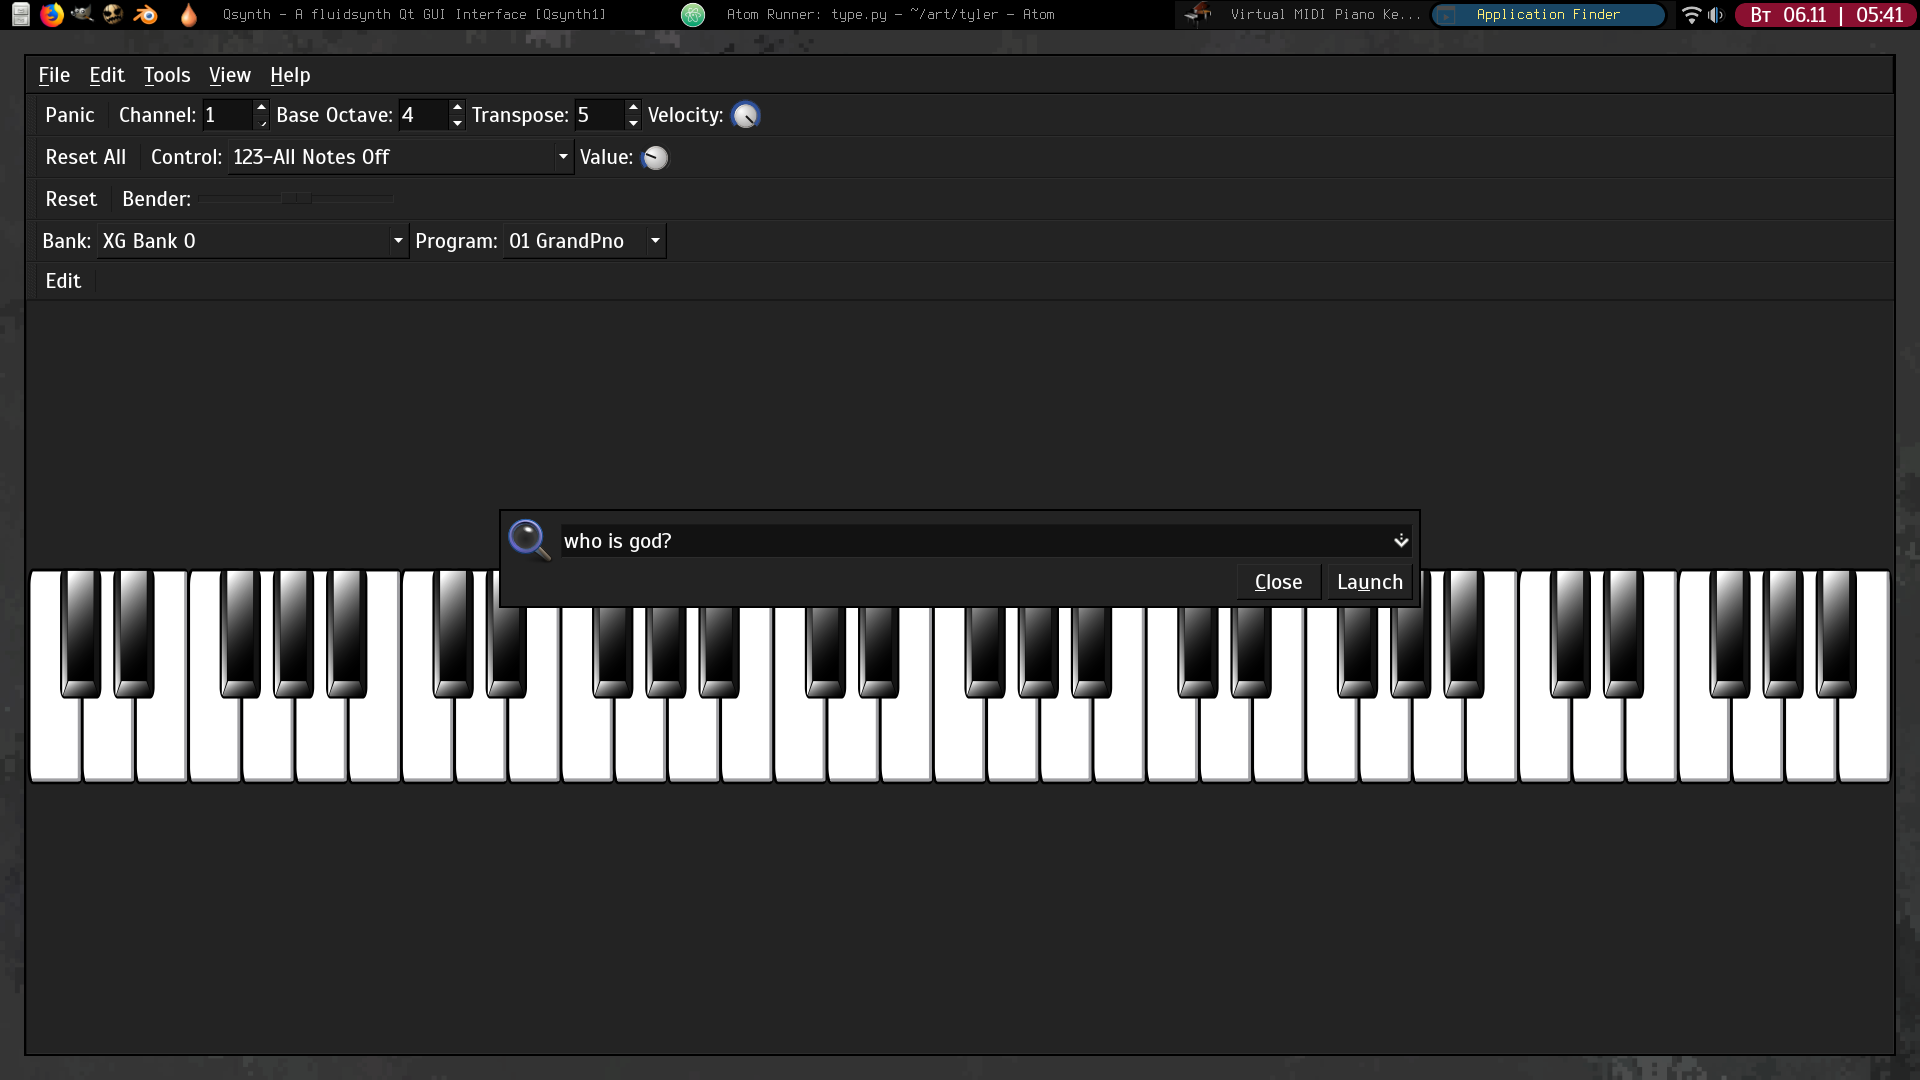 Qsynth – A fluidsynth Qt GUI Interface [Qsynth1]
Atom Runner: type.py – ~/art/tyler – Atom
Virtual MIDI Piano Ke...
Application Finder
Вт 06.11 | 05:41
File Edit Tools View Help
Panic Channel: 1 Base Octave: 4 Transpose: 5 Velocity:
Reset All Control: 123-All Notes Off Value:
Reset Bender:
Bank: XG Bank 0 Program: 01 GrandPno
Edit
who is god?
Close Launch